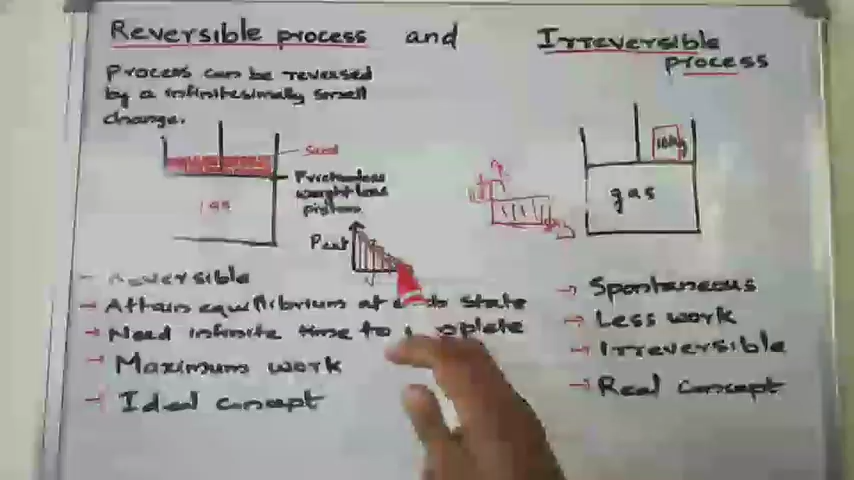 Reversible process and
Process can be reversed
by a infinitesimally small
change.
Sand
Frictionless
weightless
piston
gas
Pext
V
Reversible
→ Attain equilibrium at each state
→ Need infinite time to complete
→ Maximum work
→ Ideal concept
Irreversible
process
10kg
gas
→ Spontaneous
→ Less work
→ Irreversible
→ Real concept